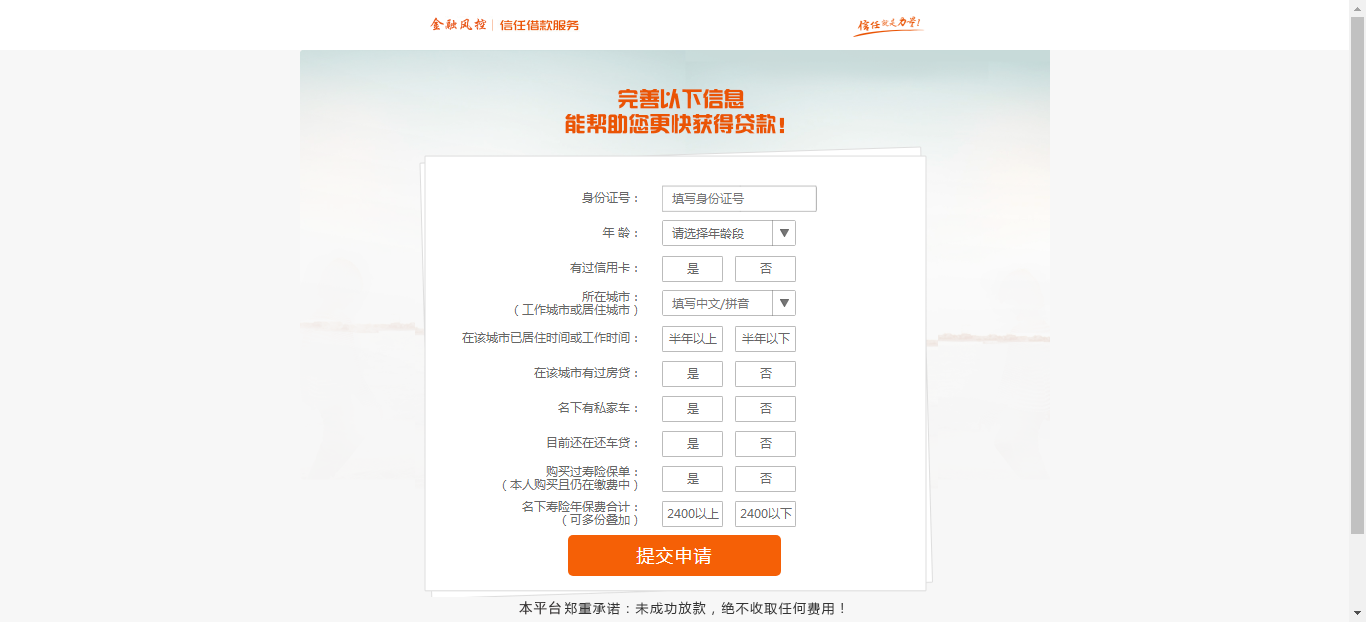 金融风控 | 信任借款服务
信任就是力量!
完善以下信息
能帮助您更快获得贷款!
身份证号： 填写身份证号
年 龄： 请选择年龄段 ▼
有过信用卡： 是 否
所在城市：
（工作城市或居住城市） 填写中文/拼音 ▼
在该城市已居住时间或工作时间： 半年以上 半年以下
在该城市有过房贷： 是 否
名下有私家车： 是 否
目前还在还车贷： 是 否
购买过寿险保单：
（本人购买且仍在缴费中） 是 否
名下寿险年保费合计：
（可多份叠加） 2400以上 2400以下
提交申请
本平台郑重承诺：未成功放款，绝不收取任何费用！